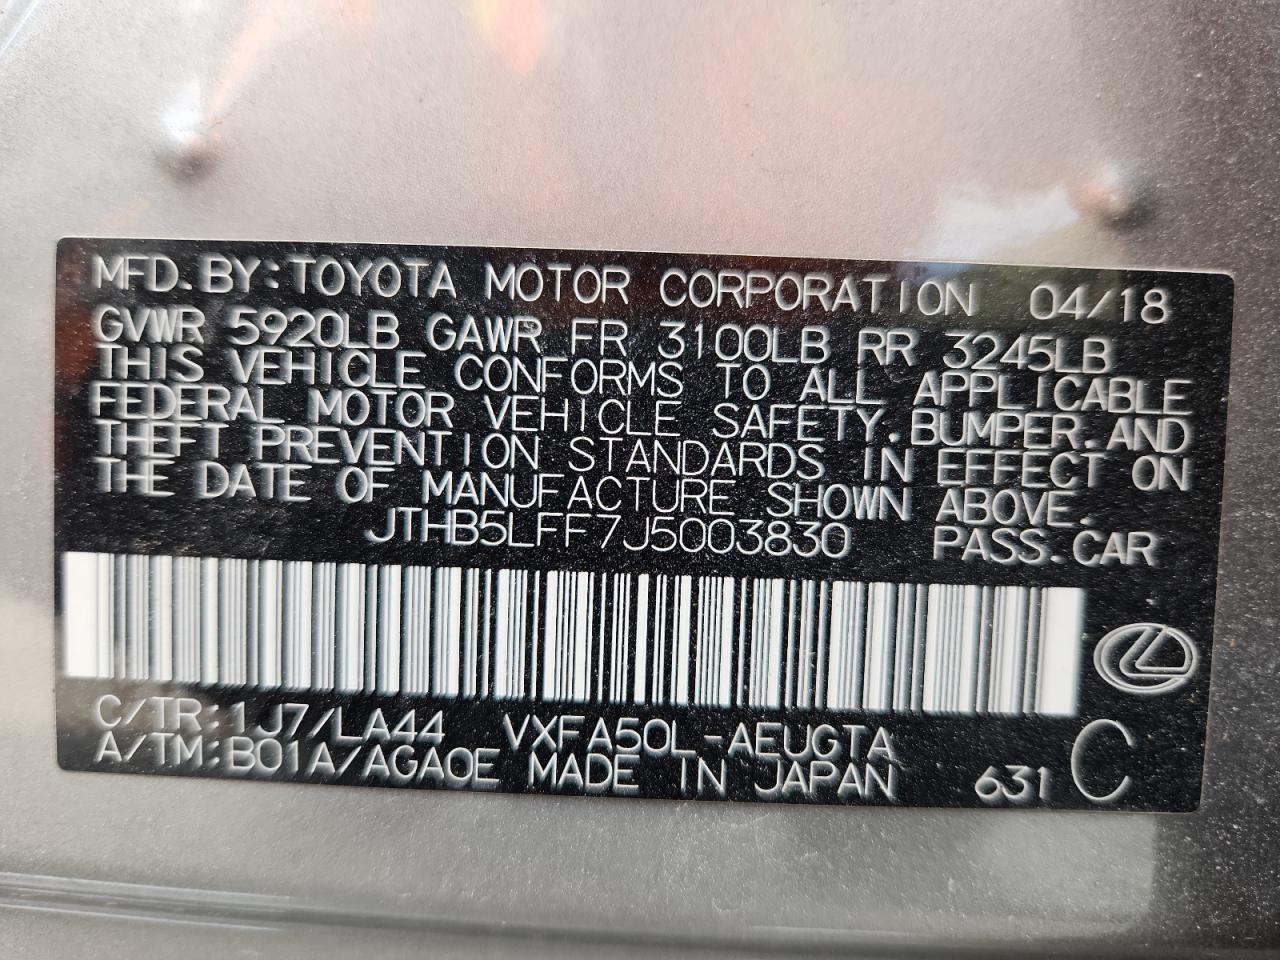 MFD.BY:TOYOTA MOTOR CORPORATION 04/18
GVWR 5920LB GAWR FR 3100LB RR 3245LB
THIS VEHICLE CONFORMS TO ALL APPLICABLE
FEDERAL MOTOR VEHICLE SAFETY,BUMPER,AND
THEFT PREVENTION STANDARDS IN EFFECT ON
THE DATE OF MANUFACTURE SHOWN ABOVE.
JTHB5LFF7J5003830 PASS.CAR
C/TR:1J7/LA44 VXFA50L-AEUGTA
A/TM:B01A/AGA0E MADE IN JAPAN 631 C